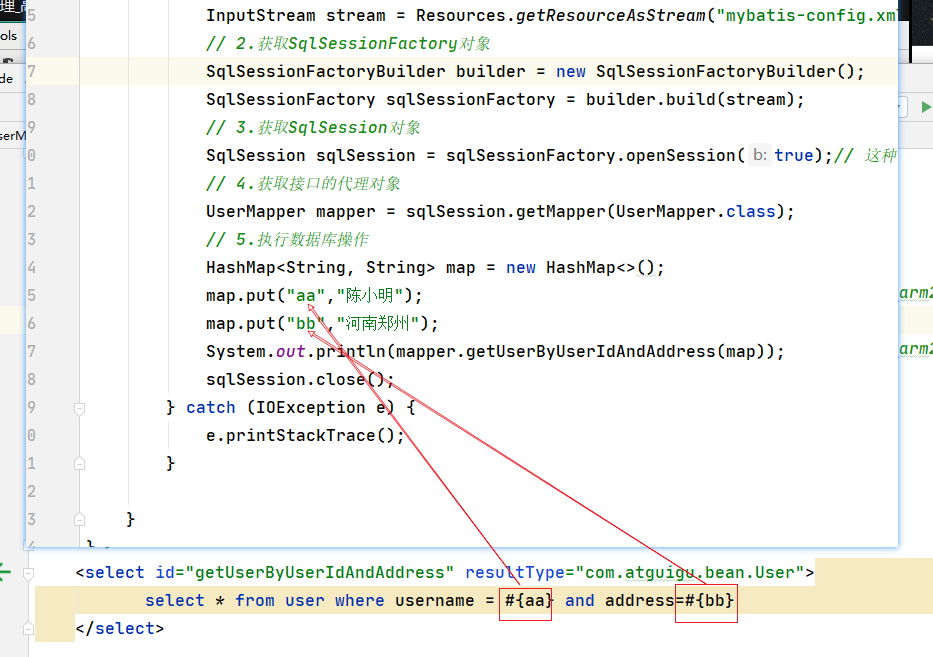 理_
5 InputStream stream = Resources.getResourceAsStream("mybatis-config.xm
ols
6 // 2.获取SqlSessionFactory对象
de
7 SqlSessionFactoryBuilder builder = new SqlSessionFactoryBuilder();
8 SqlSessionFactory sqlSessionFactory = builder.build(stream);
serM
9 // 3.获取SqlSession对象
0 SqlSession sqlSession = sqlSessionFactory.openSession( b: true);// 这种
1 // 4.获取接口的代理对象
2 UserMapper mapper = sqlSession.getMapper(UserMapper.class);
3 // 5.执行数据库操作
4 HashMap<String, String> map = new HashMap<>();
5 map.put("aa","陈小明");
arm2
6 map.put("bb","河南郑州");
7 System.out.println(mapper.getUserByUserIdAndAddress(map));
arm2
8 sqlSession.close();
9 } catch (IOException e) {
0 e.printStackTrace();
1 }
2
3 }
4 }
<select id="getUserByUserIdAndAddress" resultType="com.atguigu.bean.User">
select * from user where username = #{aa} and address=#{bb}
</select>